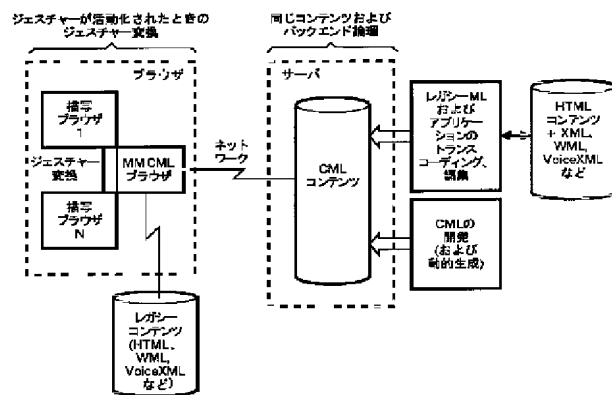 ジェスチャーが活動化されたときの
ジェスチャー変換
同じコンテンツおよび
バックエンド論理
ブラウザ
描写
ブラウザ
1
ジェスチャー
変換
MM CML
ブラウザ
描写
ブラウザ
N
ネット
ワーク
サーバ
CML
コンテンツ
レガシーML
および
アプリケー
ションの
トランス
コーディング、
編集
HTML
コンテンツ
+ XML,
WML,
VoiceXML
など
CMLの
開発
(および
動的生成)
レガシー
コンテンツ
(HTML、
WML,
VoiceXML
など)